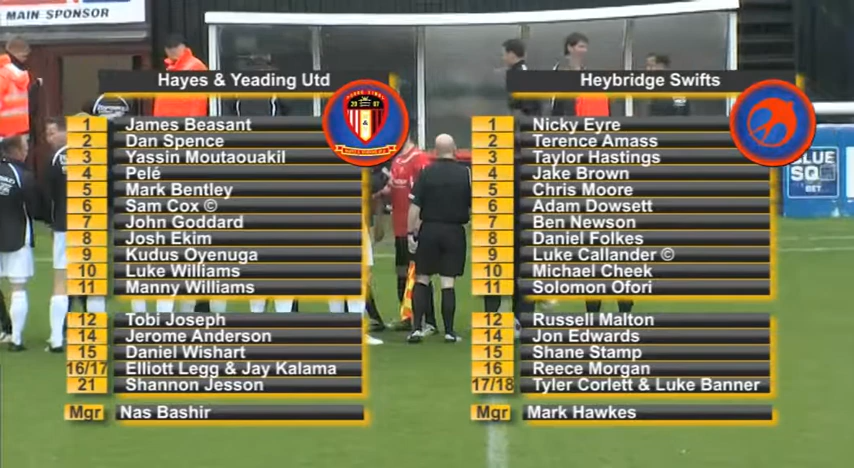 MAIN SPONSOR
Hayes & Yeading Utd
1 James Beasant
2 Dan Spence
3 Yassin Moutaouakil
4 Pelé
5 Mark Bentley
6 Sam Cox ©
7 John Goddard
8 Josh Ekim
9 Kudus Oyenuga
10 Luke Williams
11 Manny Williams
12 Tobi Joseph
14 Jerome Anderson
15 Daniel Wishart
16/17 Elliott Legg & Jay Kalama
21 Shannon Jesson
Mgr Nas Bashir
Heybridge Swifts
1 Nicky Eyre
2 Terence Amass
3 Taylor Hastings
4 Jake Brown
5 Chris Moore
6 Adam Dowsett
7 Ben Newson
8 Daniel Folkes
9 Luke Callander ©
10 Michael Cheek
11 Solomon Ofori
12 Russell Malton
14 Jon Edwards
15 Shane Stamp
16 Reece Morgan
17/18 Tyler Corlett & Luke Banner
Mgr Mark Hawkes
BLUE
SQ
BET